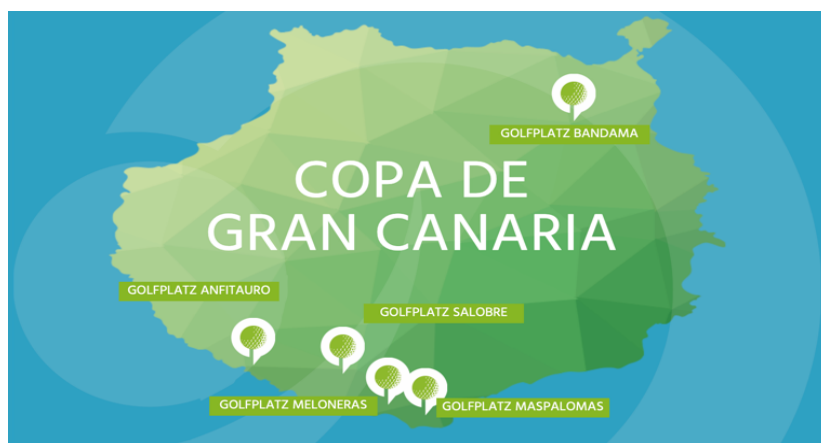 GOLFPLATZ BANDAMA
COPA DE
GRAN CANARIA
GOLFPLATZ ANFITAURO
GOLFPLATZ SALOBRE
GOLFPLATZ MELONERAS
GOLFPLATZ MASPALOMAS